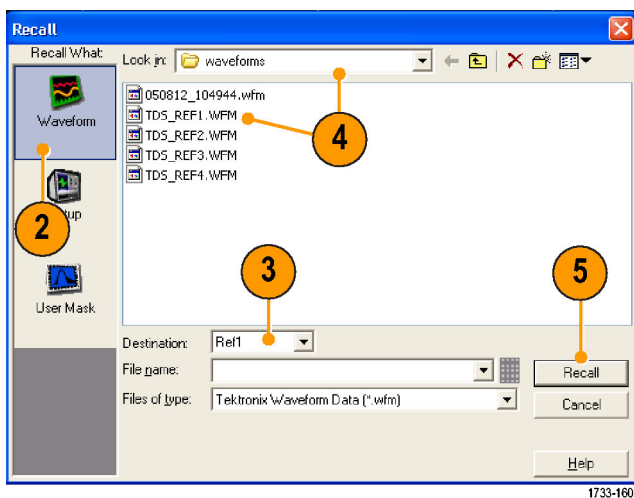 Recall
Recall What:
Look in: waveforms
Waveform
050812_104944.wfm
TDS_REF1.WFM
TDS_REF2.WFM
TDS_REF3.WFM
TDS_REF4.WFM
4
2
up
3
5
User Mask
Destination: Ref1
File name:
Recall
Files of type: Tektronix Waveform Data (*.wfm)
Cancel
Help
1733-160